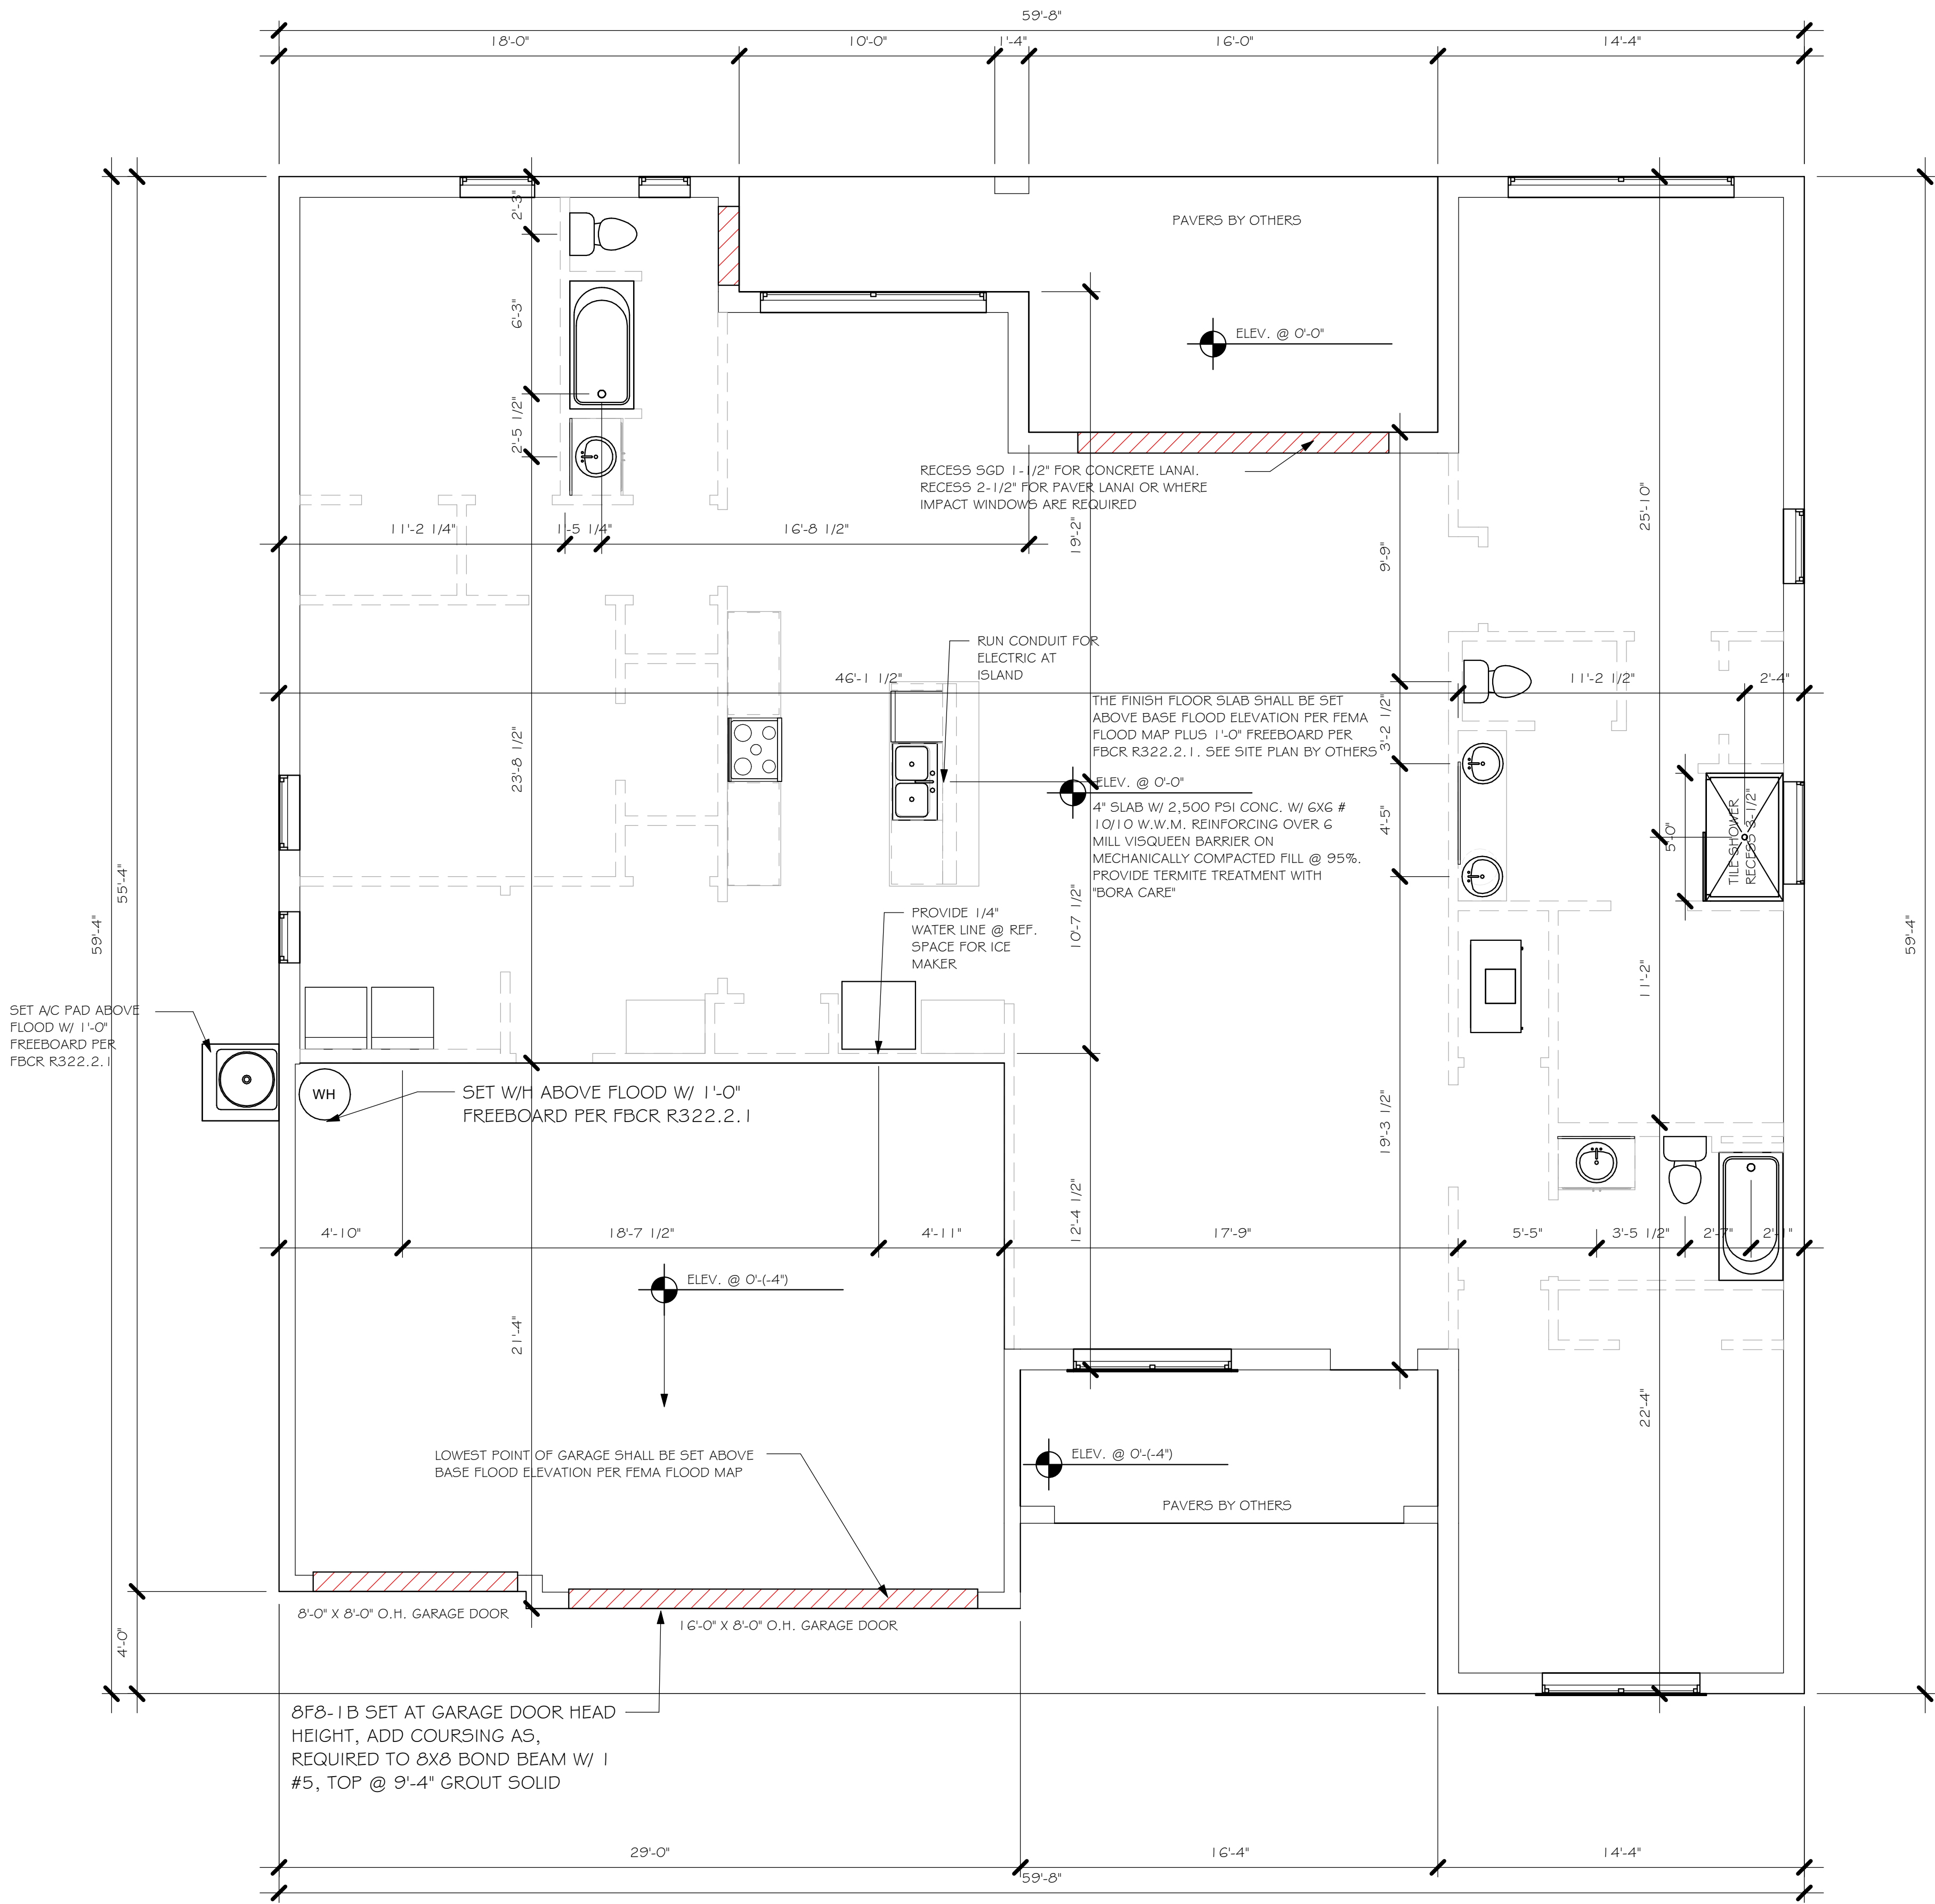 59'-8"
18'-0"
10'-0"
1'-4"
16'-0"
14'-4"
2'-3"
PAVERS BY OTHERS
6'-3"
ELEV. @ 0'-0"
2'-5 1/2"
RECESS SGD 1-1/2" FOR CONCRETE LANAI.
RECESS 2-1/2" FOR PAVER LANAI OR WHERE
IMPACT WINDOWS ARE REQUIRED
11'-2 1/4"
1'-5 1/4"
16'-8 1/2"
19'-2"
9'-9"
25'-10"
RUN CONDUIT FOR
ELECTRIC AT
ISLAND
46'-1 1/2"
11'-2 1/2"
2'-4"
THE FINISH FLOOR SLAB SHALL BE SET
ABOVE BASE FLOOD ELEVATION PER FEMA
FLOOD MAP PLUS 1'-0" FREEBOARD PER
FBCR R322.2.1. SEE SITE PLAN BY OTHERS
3'-2 1/2"
23'-8 1/2"
ELEV. @ 0'-0"
4" SLAB W/ 2,500 PSI CONC. W/ 6X6 #
10/10 W.W.M. REINFORCING OVER 6
MILL VISQUEEN BARRIER ON
MECHANICALLY COMPACTED FILL @ 95%.
PROVIDE TERMITE TREATMENT WITH
"BORA CARE"
4'-5"
5'-0"
TILE SHOWER
RECESS 3-1/2"
55'-4"
59'-4"
10'-7 1/2"
PROVIDE 1/4"
WATER LINE @ REF.
SPACE FOR ICE
MAKER
11'-2"
59'-4"
SET A/C PAD ABOVE
FLOOD W/ 1'-0"
FREEBOARD PER
FBCR R322.2.1
WH
SET W/H ABOVE FLOOD W/ 1'-0"
FREEBOARD PER FBCR R322.2.1
19'-3 1/2"
12'-4 1/2"
4'-10"
18'-7 1/2"
4'-11"
17'-9"
5'-5"
3'-5 1/2"
2'-7"
2'-1"
ELEV. @ 0'-(-4")
21'-4"
22'-4"
LOWEST POINT OF GARAGE SHALL BE SET ABOVE
BASE FLOOD ELEVATION PER FEMA FLOOD MAP
ELEV. @ 0'-(-4")
PAVERS BY OTHERS
8'-0" X 8'-0" O.H. GARAGE DOOR
16'-0" X 8'-0" O.H. GARAGE DOOR
4'-0"
8F8-1B SET AT GARAGE DOOR HEAD
HEIGHT, ADD COURSING AS,
REQUIRED TO 8X8 BOND BEAM W/ 1
#5, TOP @ 9'-4" GROUT SOLID
29'-0"
16'-4"
14'-4"
59'-8"